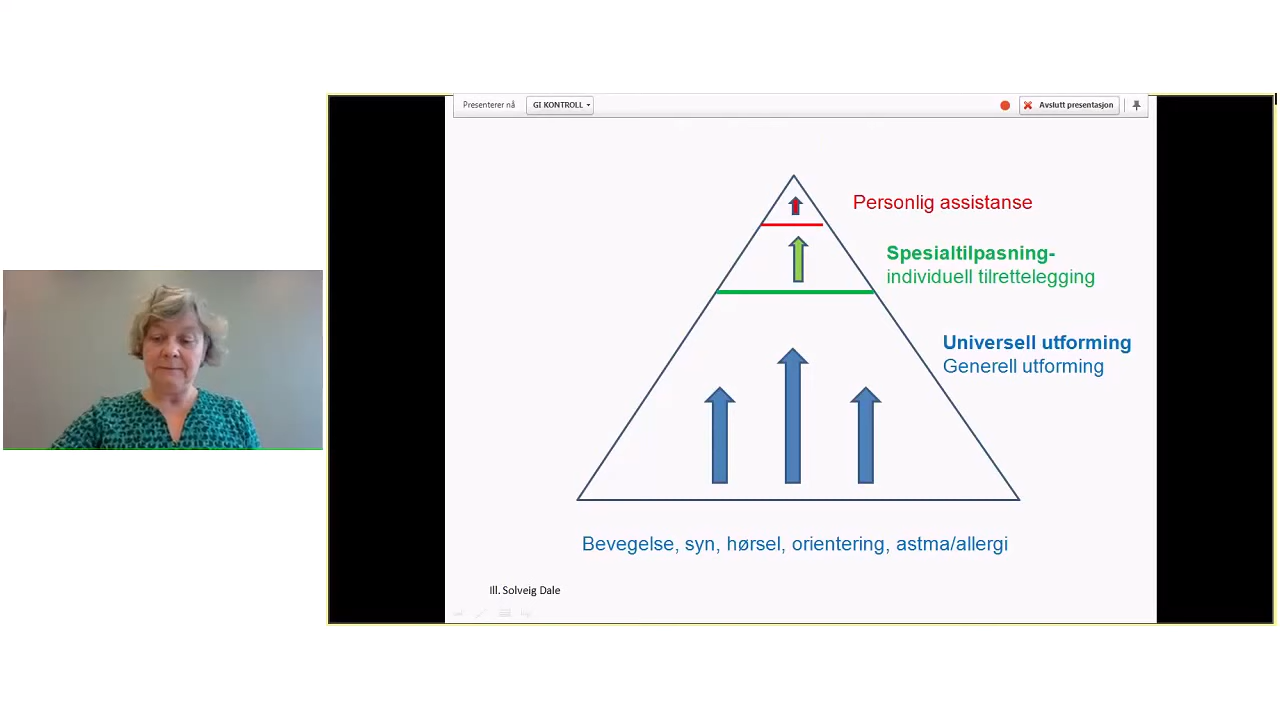 Presenterer nå GI KONTROLL Avslutt presentasjon
Personlig assistanse
Spesialtilpasning-
individuell tilrettelegging
Universell utforming
Generell utforming
Bevegelse, syn, hørsel, orientering, astma/allergi
Ill. Solveig Dale